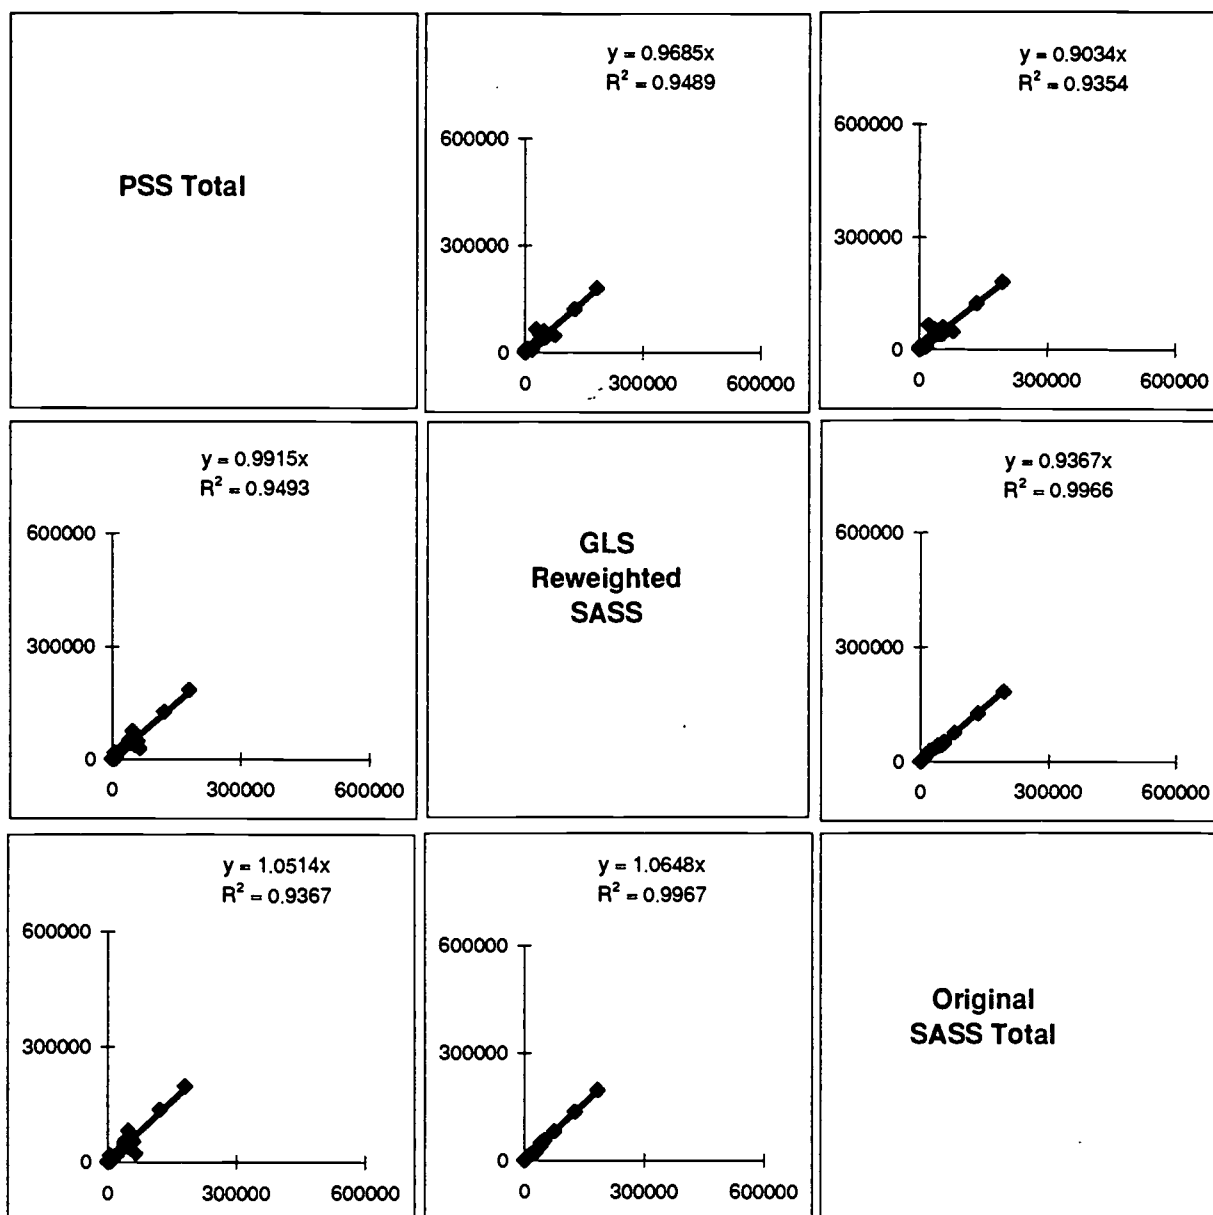 PSS Total
y = 0.9685x
R² = 0.9489
600000
300000
0
0 300000 600000
y = 0.9034x
R² = 0.9354
600000
300000
0
0 300000 600000
y = 0.9915x
R² = 0.9493
600000
300000
0
0 300000 600000
GLS
Reweighted
SASS
y = 0.9367x
R² = 0.9966
600000
300000
0
0 300000 600000
y = 1.0514x
R² = 0.9367
600000
300000
0
0 300000 600000
y = 1.0648x
R² = 0.9967
600000
300000
0
0 300000 600000
Original
SASS Total